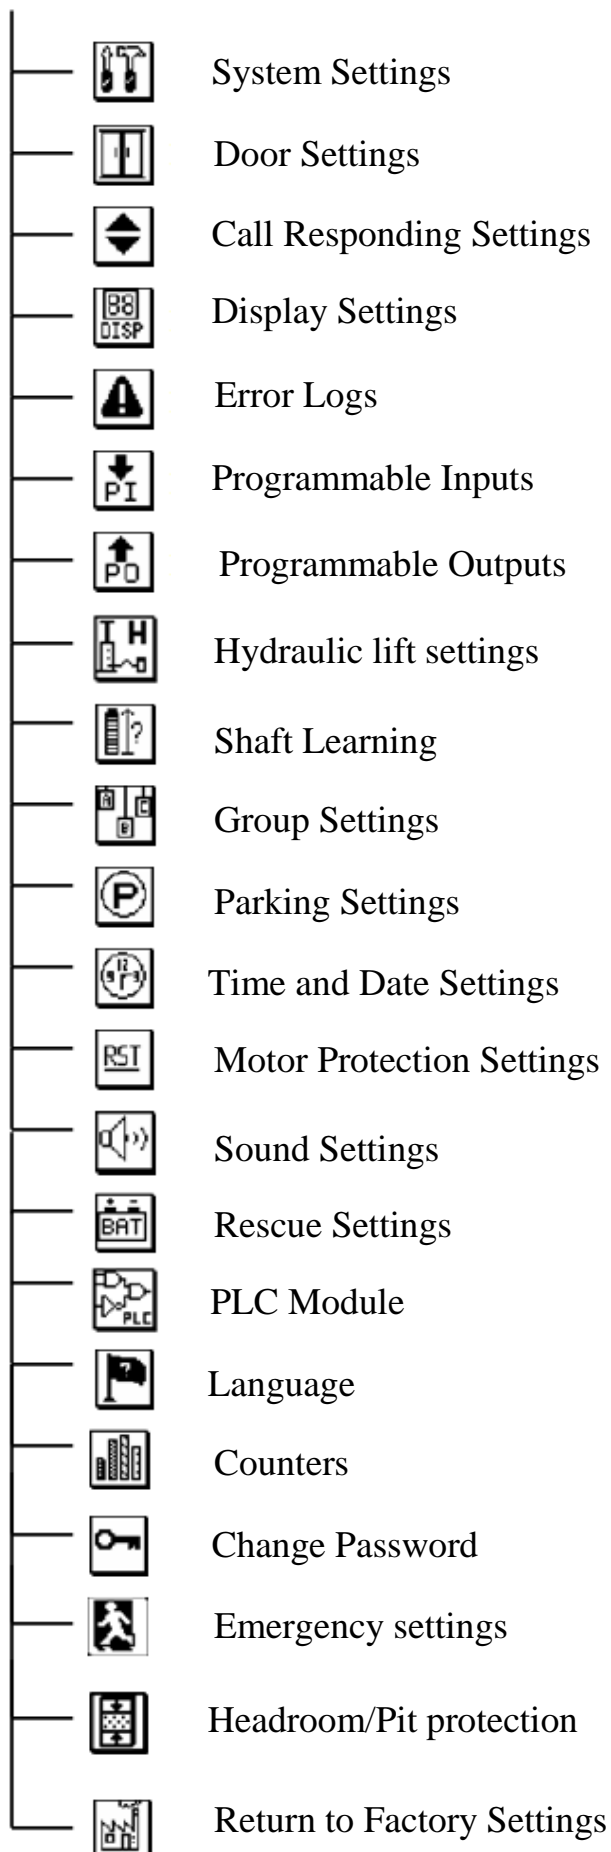 System Settings
Door Settings
Call Responding Settings
88
DISP
Display Settings
Error Logs
PI
Programmable Inputs
PO
Programmable Outputs
T H
Hydraulic lift settings
?
Shaft Learning
A
C
B
Group Settings
P
Parking Settings
12
9 3
Time and Date Settings
RST
Motor Protection Settings
Sound Settings
+ -
BAT
Rescue Settings
PLC
PLC Module
?
Language
Counters
Change Password
Emergency settings
Headroom/Pit protection
Return to Factory Settings